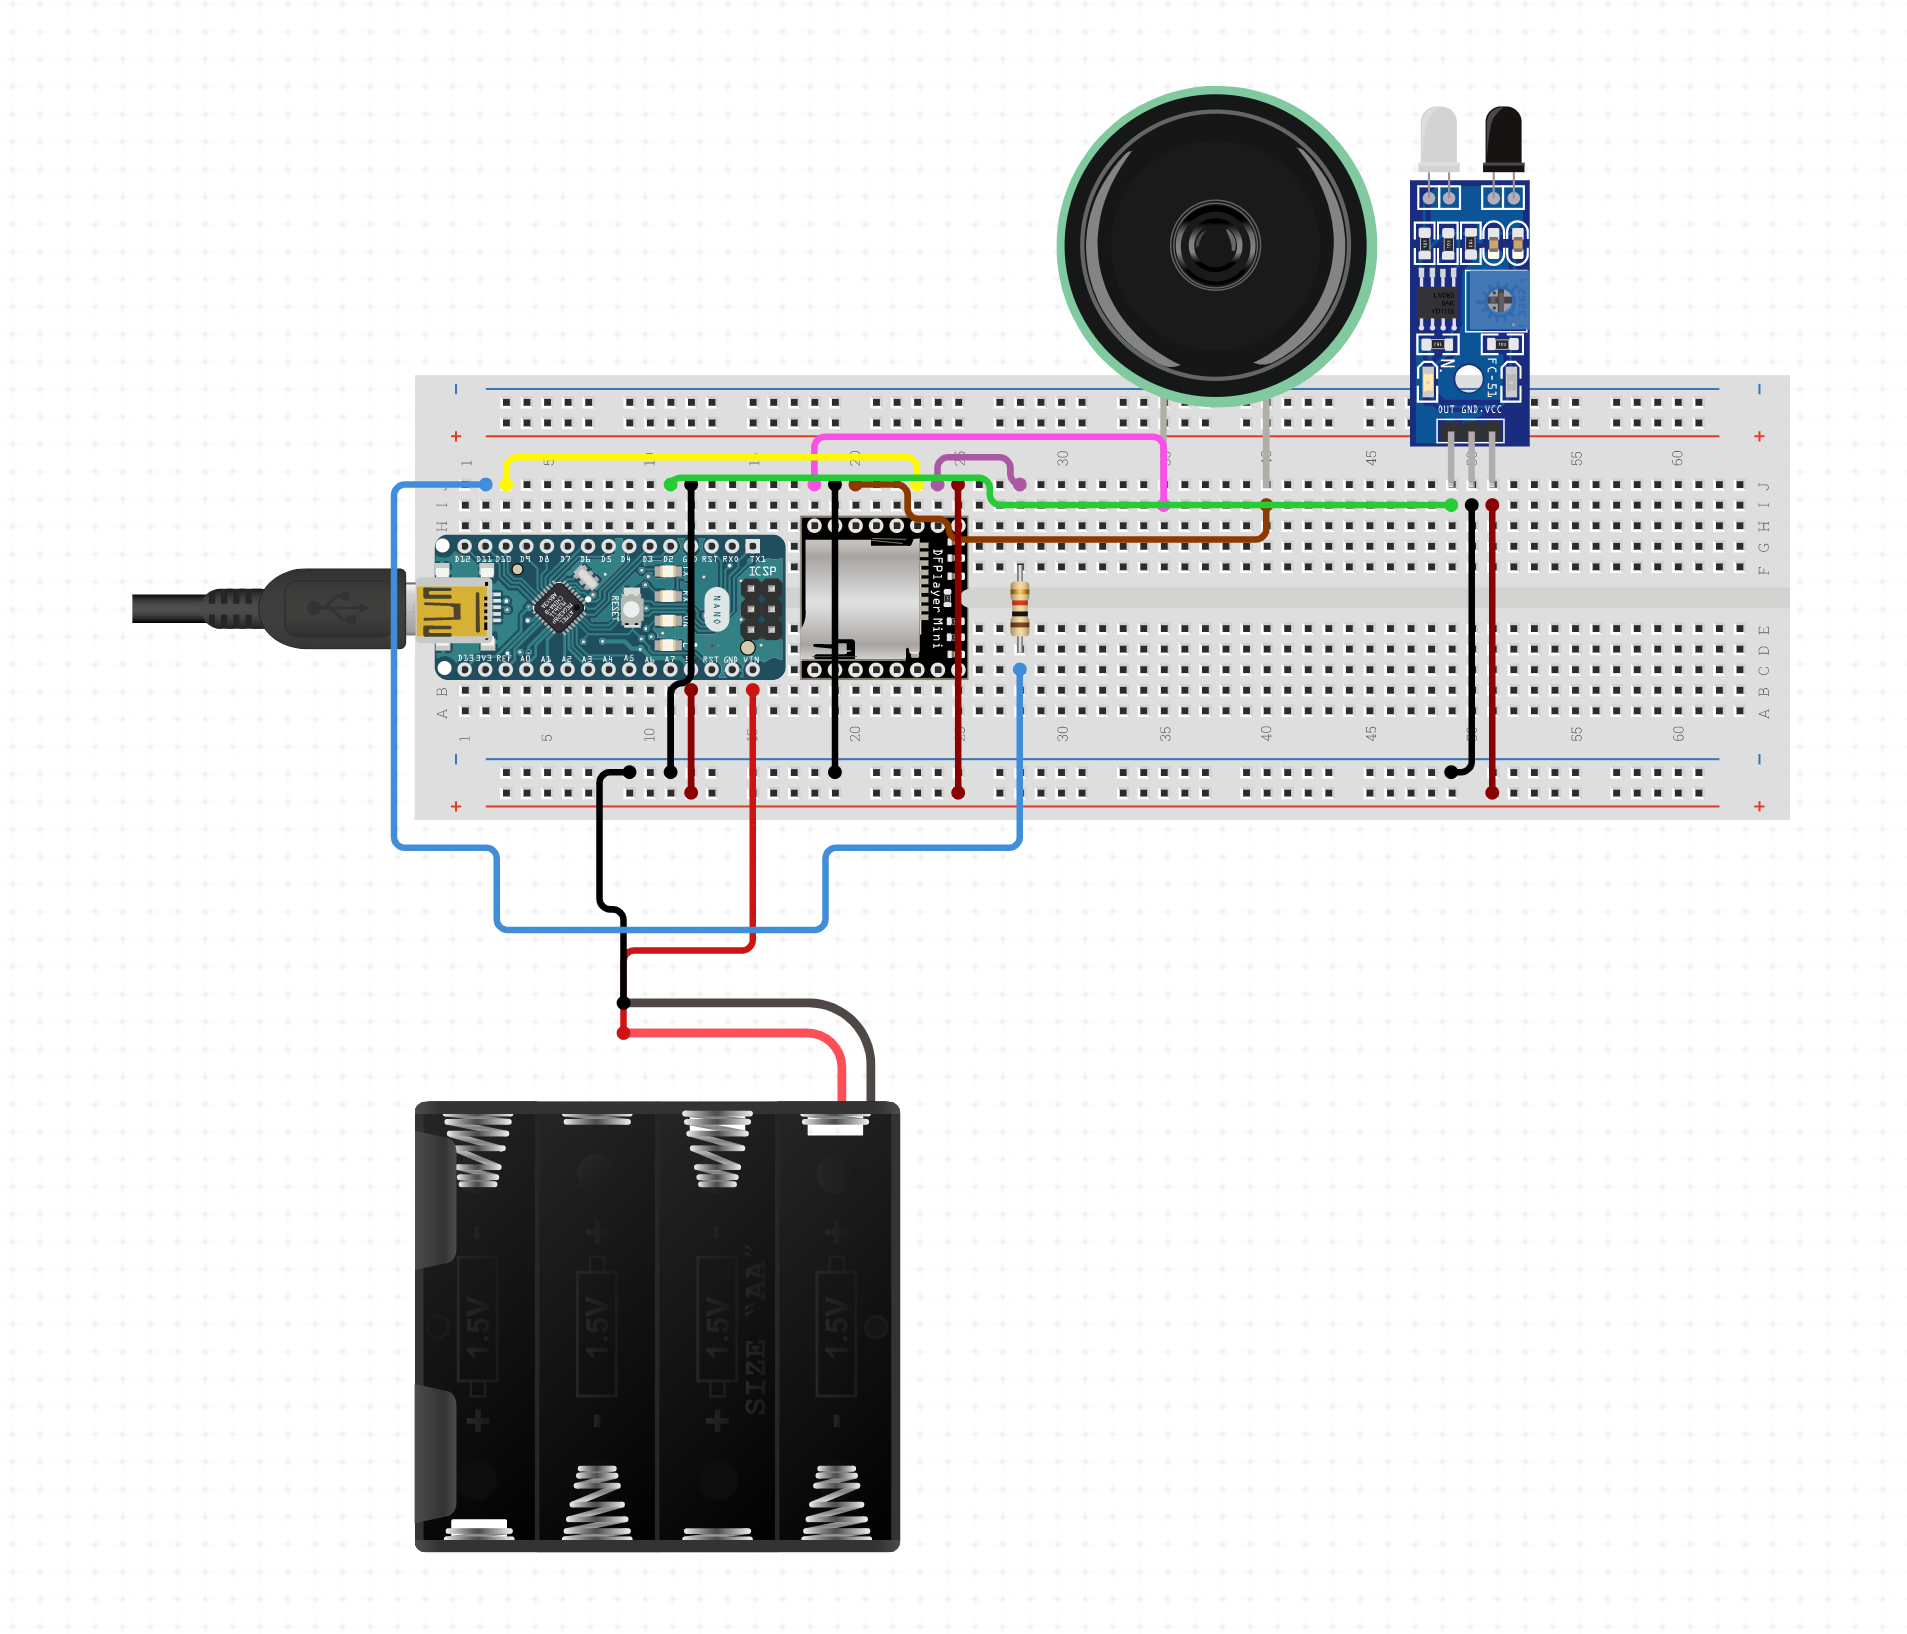 OUT GND.VCC
N.
FC-51
LM393
- -
+ +
1 5 10 15 20 25 30 35 40 45 50 55 60
J J
I I
H H
G
F
D12 D11 D10 D9 D8 D7 D6 D5 D4 D3 D2 GND RST RX0 TX1
ICSP
RESET
NANO
DFPlayer Mini
D13 3V3 REF A0 A1 A2 A3 A4 A5 A6 A7 RST GND VIN
E
D
C
B B
A A
1 5 10 15 20 25 30 35 40 45 50 55 60
- -
+ +
- + - +
1.5V 1.5V 1.5V 1.5V
SIZE "AA"
+ - + -